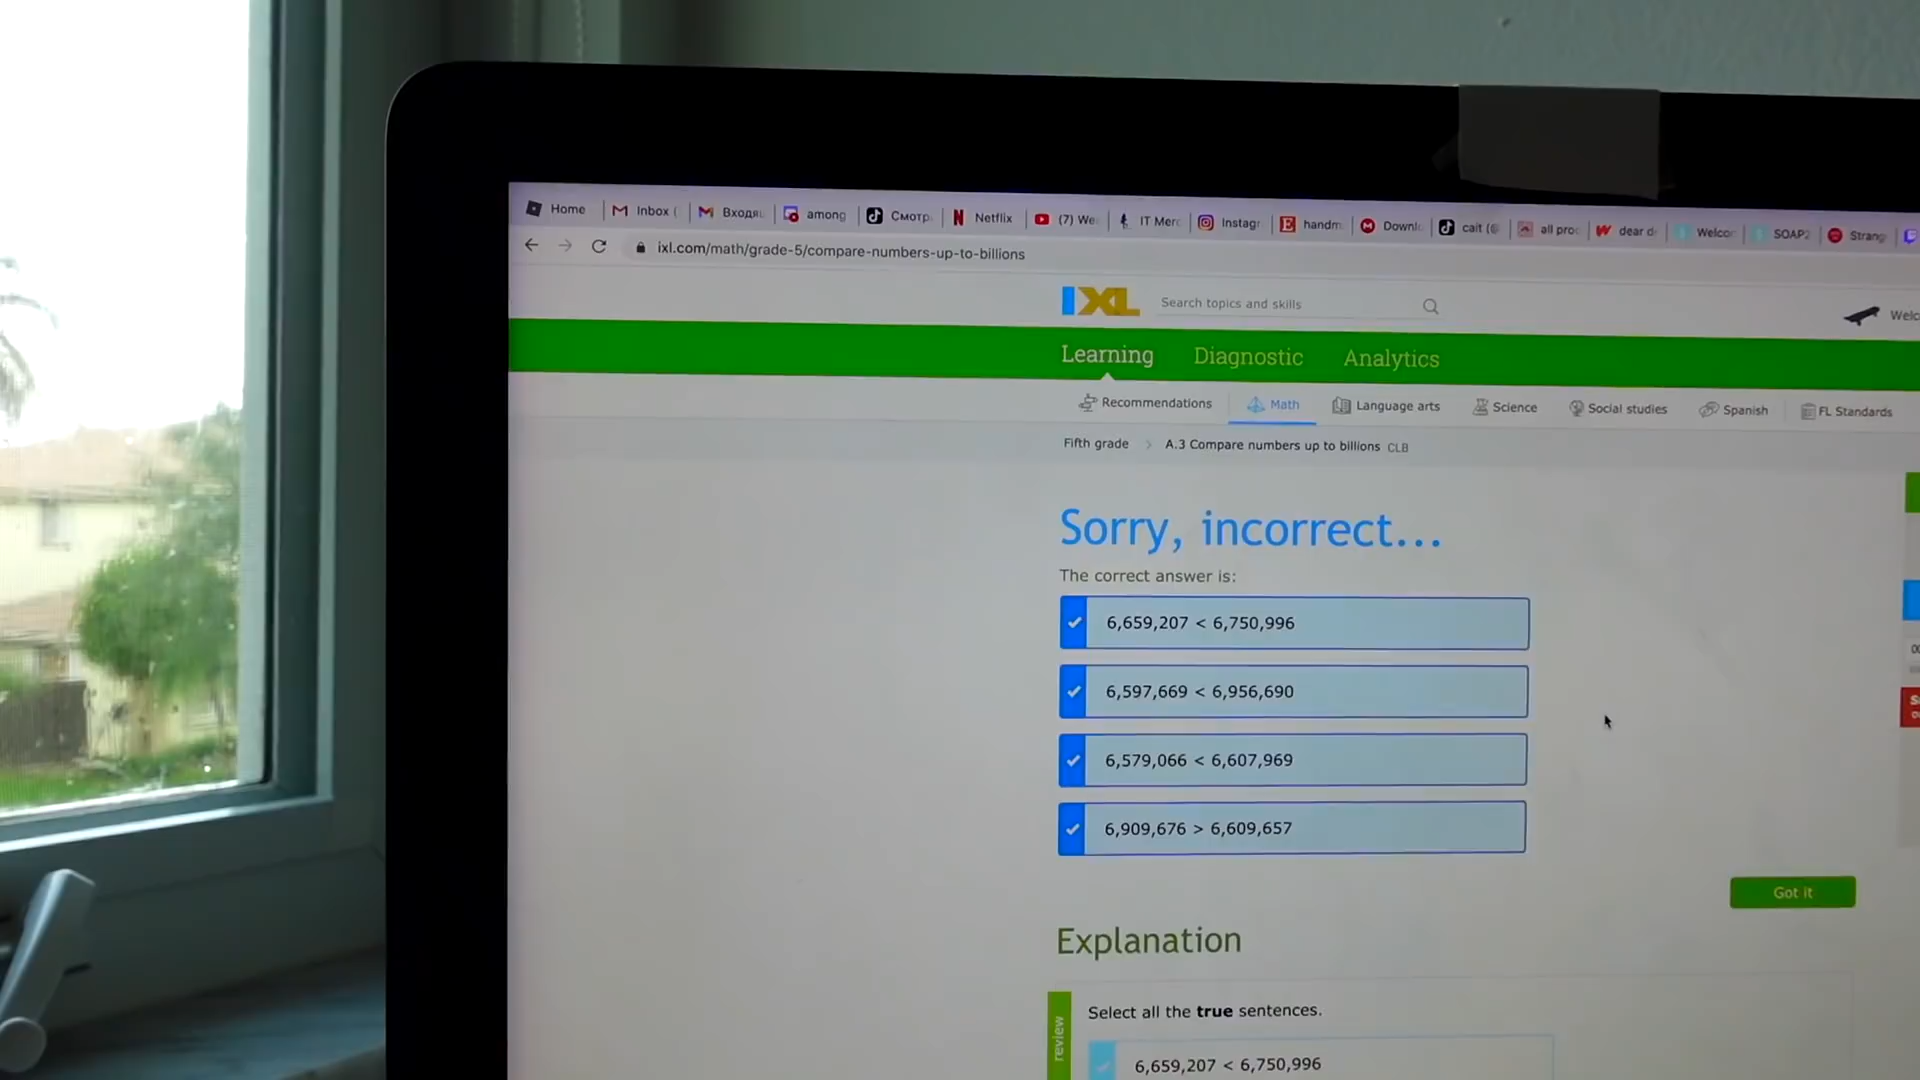 Home Inbox ( Входящ among Смотр Netflix (7) We IT Merc Instagr handm Downl cait (@ all proc dear d Welcor SOAP2 Strang
ixl.com/math/grade-5/compare-numbers-up-to-billions
IXL Search topics and skills
Learning Diagnostic Analytics
Recommendations Math Language arts Science Social studies Spanish FL Standards
Fifth grade > A.3 Compare numbers up to billions CLB
Sorry, incorrect...
The correct answer is:
6,659,207 < 6,750,996
6,597,669 < 6,956,690
6,579,066 < 6,607,969
6,909,676 > 6,609,657
Got it
Explanation
review
Select all the true sentences.
6,659,207 < 6,750,996